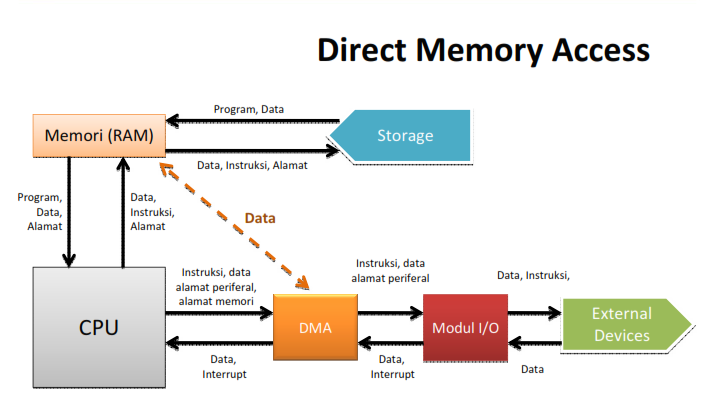 Direct Memory Access
Program, Data
Memori (RAM)
Storage
Data, Instruksi, Alamat
Program,
Data,
Alamat
Data,
Instruksi,
Alamat
Data
Instruksi, data
alamat periferal,
alamat memori
Instruksi, data
alamat periferal
Data, Instruksi,
CPU
DMA
Modul I/O
External
Devices
Data,
Interrupt
Data,
Interrupt
Data